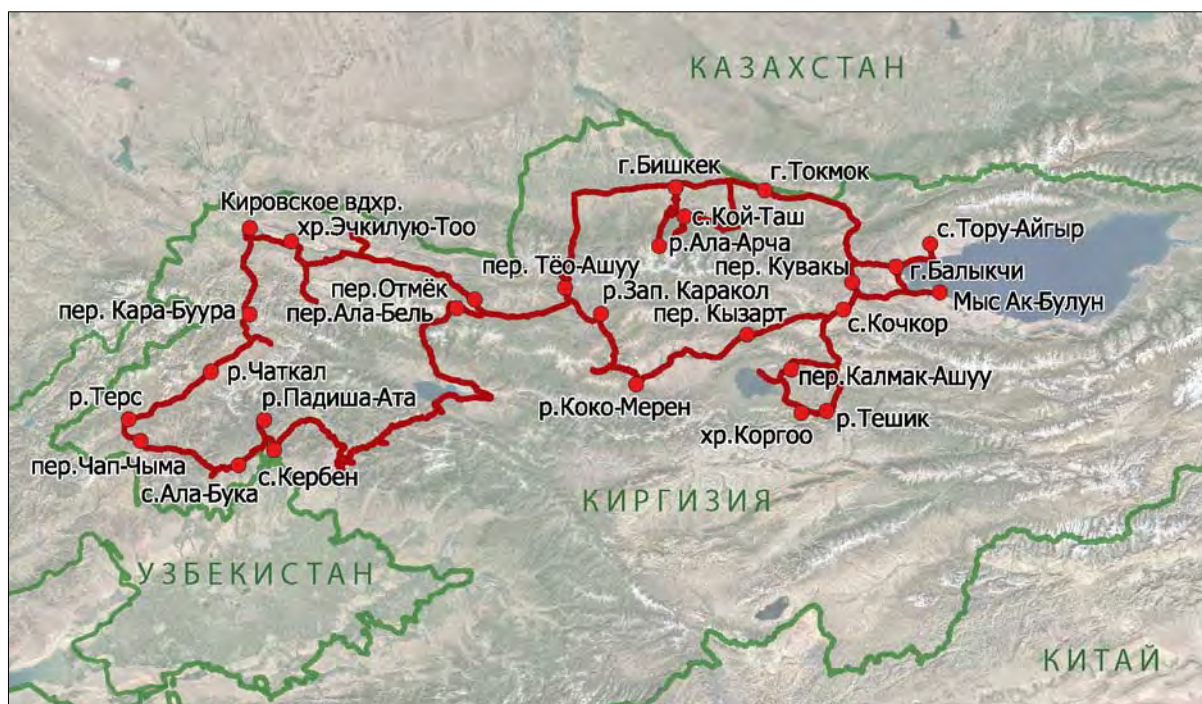 КАЗАХСТАН
г.Бишкек
г.Токмок
Кировское вдхр.
хр.Эчкилую-Тоо
с.Кой-Таш
с.Тору-Айгыр
р.Ала-Арча
пер. Тёо-Ашуу
пер. Кувакы
г.Балыкчи
пер.Отмёк
р.Зап. Каракол
Мыс Ак-Булун
пер. Кара-Буура
пер.Ала-Бель
пер. Кызарт
с.Кочкор
р.Чаткал
пер.Калмак-Ашуу
р.Терс
р.Падиша-Ата
р.Коко-Мерен
р.Тешик
хр.Коргоо
пер.Чап-Чыма
с.Кербен
с.Ала-Бука
КИРГИЗИЯ
УЗБЕКИСТАН
КИТАЙ